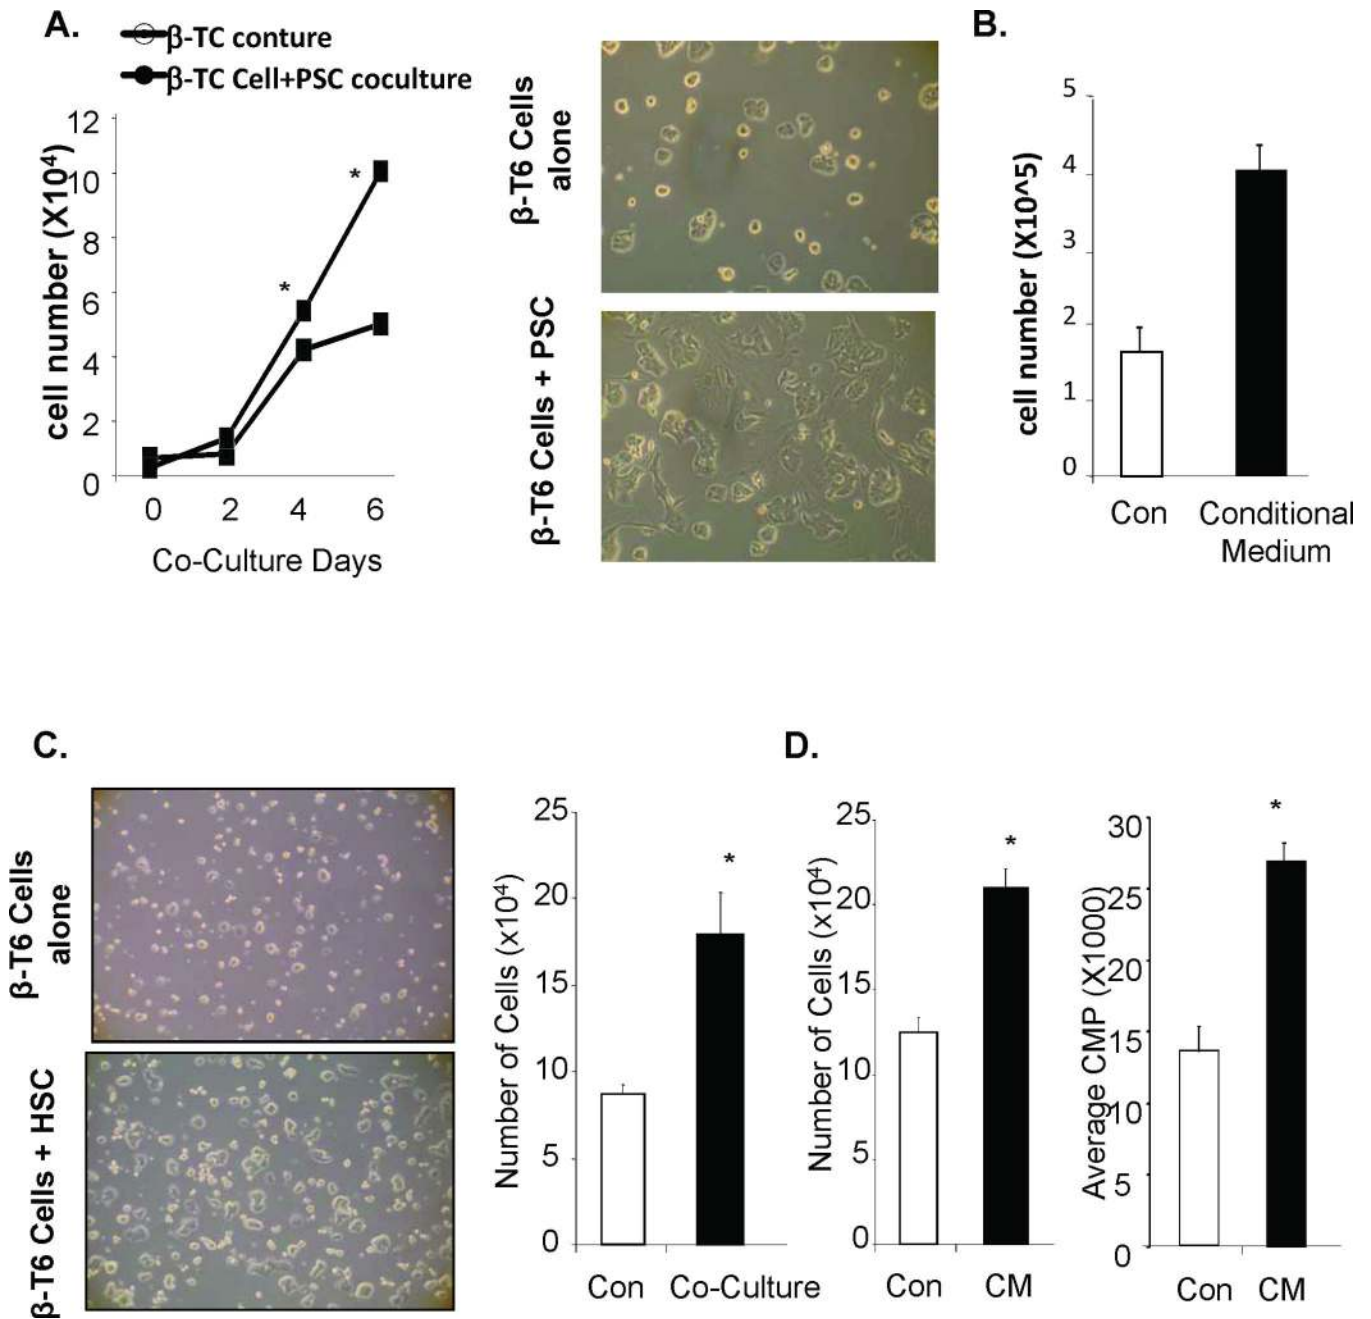 A.
β-TC conture
β-TC Cell+PSC coculture
cell number (X10⁴)
12
10
8
6
4
2
0
0 2 4 6
Co-Culture Days
*
*
β-T6 Cells
alone
β-T6 Cells + PSC
B.
cell number (X10^5)
5
4
3
2
1
0
Con
Conditional
Medium
C.
β-T6 Cells
alone
β-T6 Cells + HSC
Number of Cells (x10⁴)
25
20
15
10
5
0
*
Con Co-Culture
D.
Number of Cells (x10⁴)
25
20
15
10
5
0
*
Con CM
Average CMP (X1000)
30
25
20
15
10
5
0
*
Con CM